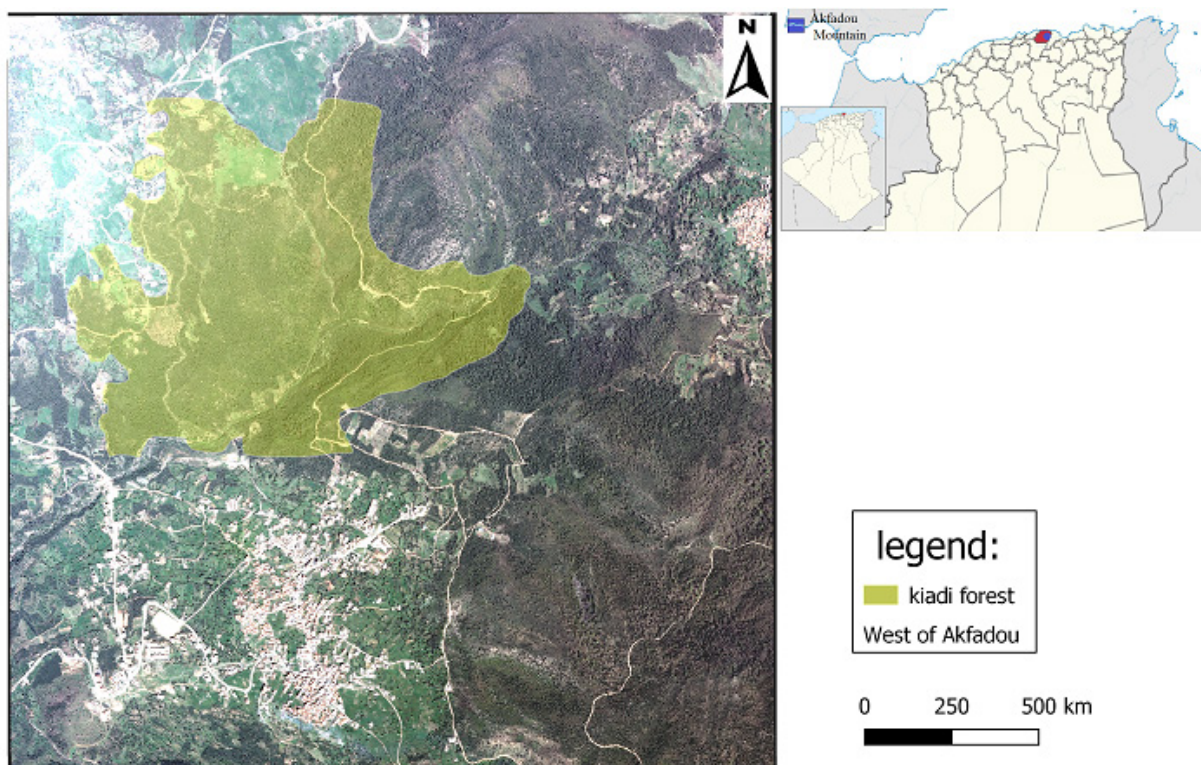 N
Akfadou
Mountain
legend:
kiadi forest
West of Akfadou
0 250 500 km